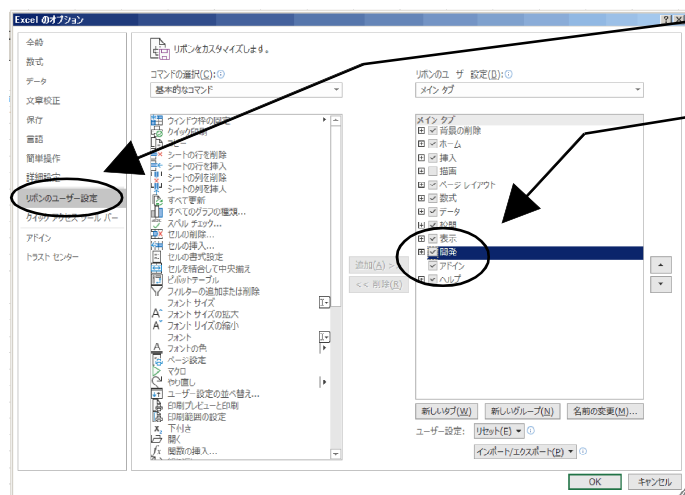 Excel のオプション
全般
数式
データ
文章校正
保存
言語
簡単操作
詳細設定
リボンのユーザー設定
クイック アクセス ツール バー
アドイン
トラスト センター
リボンをカスタマイズします。
コマンドの選択(C):
基本的なコマンド
ウィンドウ枠の固定
クイック印刷
コピー
シートの行を削除
シートの行を挿入
シートの列を削除
シートの列を挿入
すべて更新
すべてのグラフの種類...
スペル チェック...
セルの削除...
セルの挿入...
セルの書式設定
セルを結合して中央揃え
ピボットテーブル
フィルターの追加または削除
フォント サイズ
フォント サイズの拡大
フォント サイズの縮小
フォント
フォントの色
ページ設定
マクロ
やり直し
ユーザー設定の並べ替え...
印刷プレビューと印刷
印刷範囲の設定
下付き
開く
関数の挿入...
追加(A) >>
<< 削除(R)
リボンのユーザー設定(B):
メイン タブ
メイン タブ
背景の削除
ホーム
挿入
描画
ページ レイアウト
数式
データ
校閲
表示
開発
アドイン
ヘルプ
新しいタブ(W) 新しいグループ(N) 名前の変更(M)...
ユーザー設定: リセット(E)
インポート/エクスポート(P)
OK キャンセル